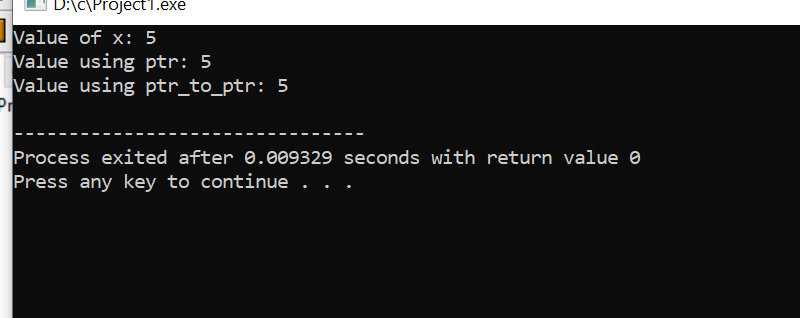 D:\c\Project1.exe
Value of x: 5
Value using ptr: 5
Value using ptr_to_ptr: 5
--------------------------------
Process exited after 0.009329 seconds with return value 0
Press any key to continue . . .